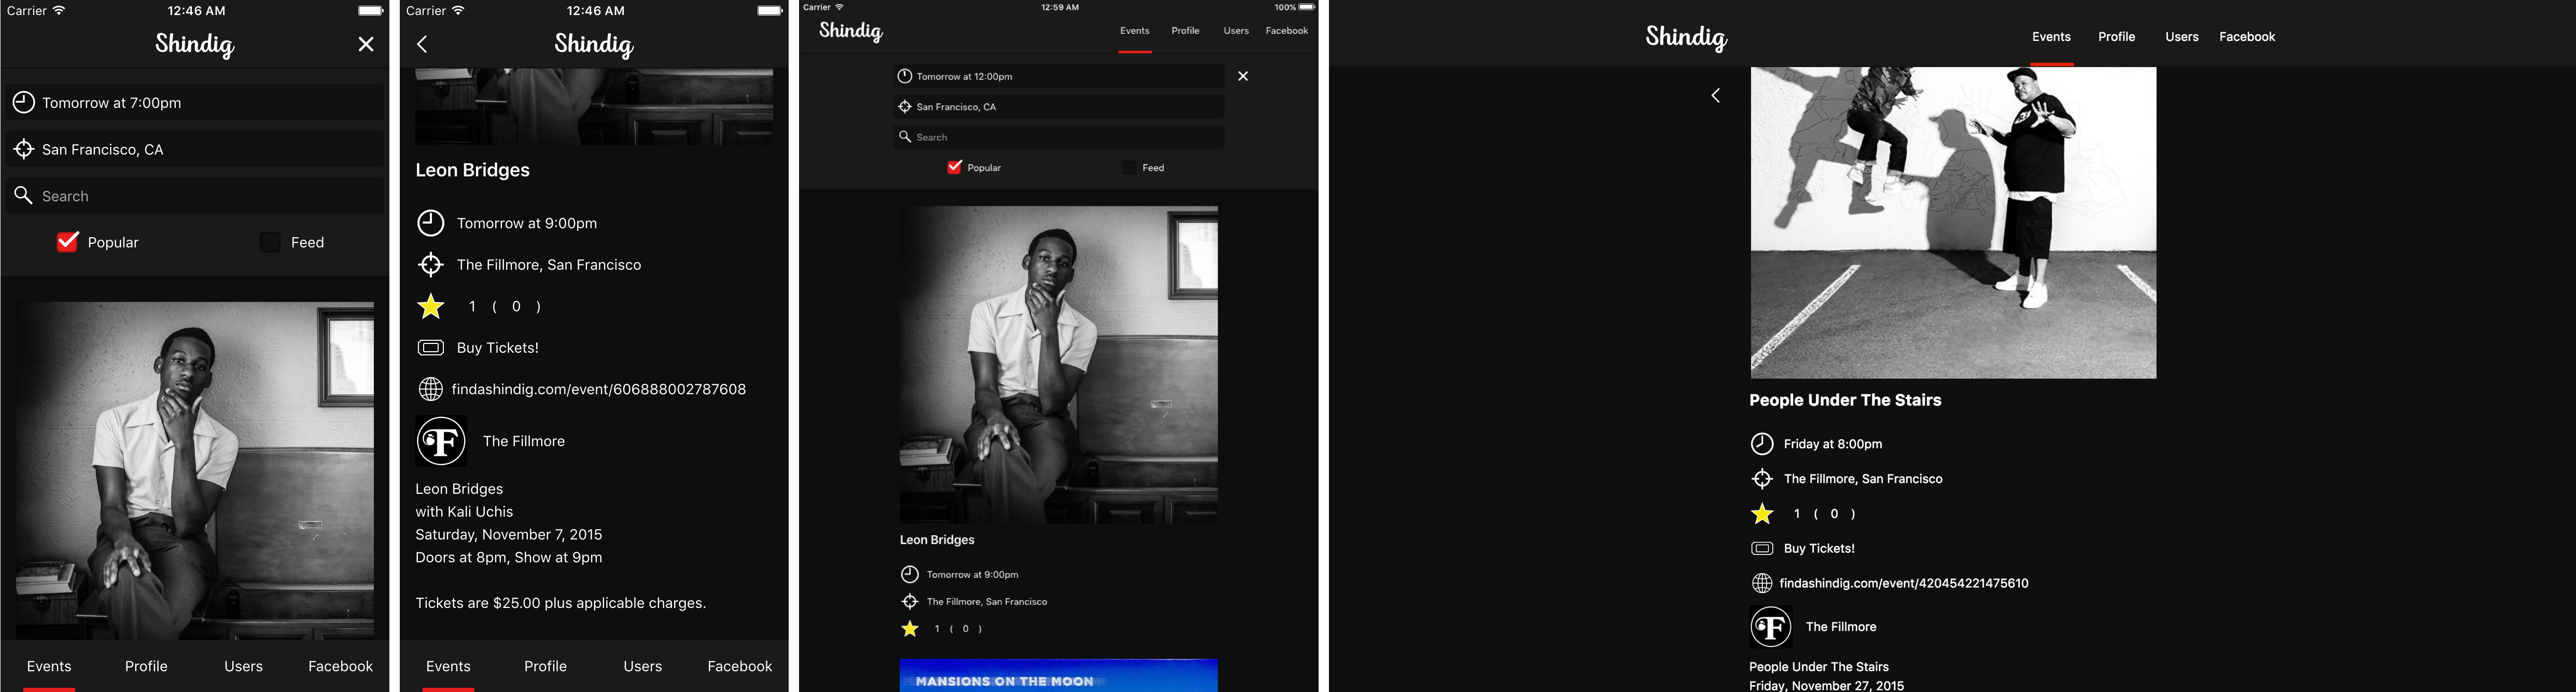 Carrier 12:46 AM
Shindig
Tomorrow at 7:00pm
San Francisco, CA
Search
Popular Feed
Events Profile Users Facebook
Carrier 12:46 AM
Shindig
Leon Bridges
Tomorrow at 9:00pm
The Fillmore, San Francisco
1 ( 0 )
Buy Tickets!
findashindig.com/event/606888002787608
F The Fillmore
Leon Bridges
with Kali Uchis
Saturday, November 7, 2015
Doors at 8pm, Show at 9pm
Tickets are $25.00 plus applicable charges.
Events Profile Users Facebook
Carrier 12:59 AM 100%
Shindig Events Profile Users Facebook
Tomorrow at 12:00pm
San Francisco, CA
Search
Popular Feed
Leon Bridges
Tomorrow at 9:00pm
The Fillmore, San Francisco
1 ( 0 )
MANSIONS ON THE MOON
Shindig Events Profile Users Facebook
People Under The Stairs
Friday at 8:00pm
The Fillmore, San Francisco
1 ( 0 )
Buy Tickets!
findashindig.com/event/420454221475610
F The Fillmore
People Under The Stairs
Friday, November 27, 2015